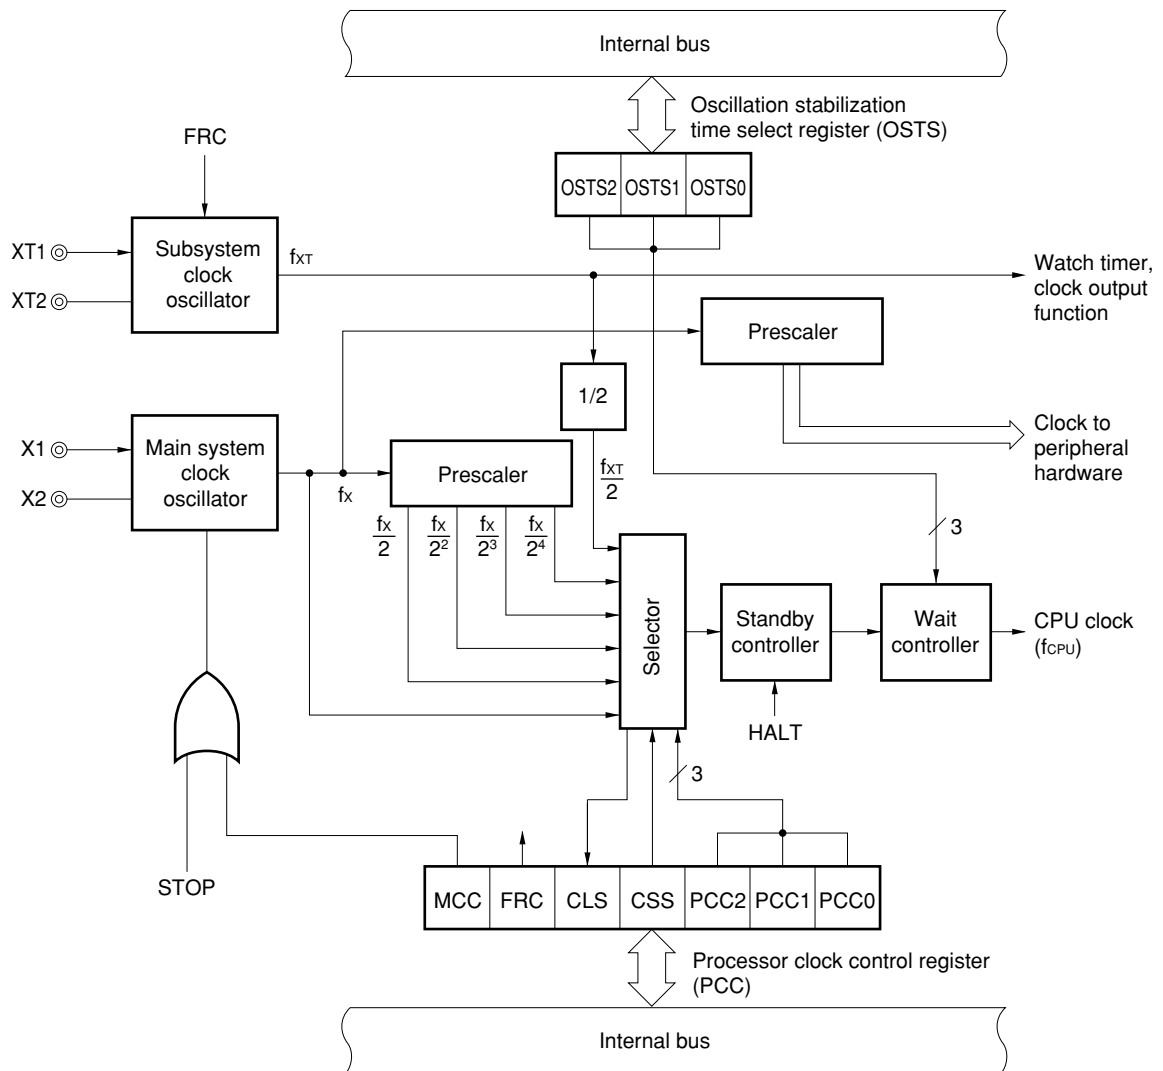 Internal bus
Oscillation stabilization
time select register (OSTS)
FRC
OSTS2 OSTS1 OSTS0
XT1
XT2
Subsystem
clock
oscillator
fXT
Watch timer,
clock output
function
Prescaler
1/2
X1
X2
Main system
clock
oscillator
fX
Prescaler
Clock to
peripheral
hardware
fXT/2
fX/2 fX/2² fX/2³ fX/2⁴
3
Selector
Standby
controller
Wait
controller
CPU clock
(fCPU)
HALT
3
STOP
MCC FRC CLS CSS PCC2 PCC1 PCC0
Processor clock control register
(PCC)
Internal bus